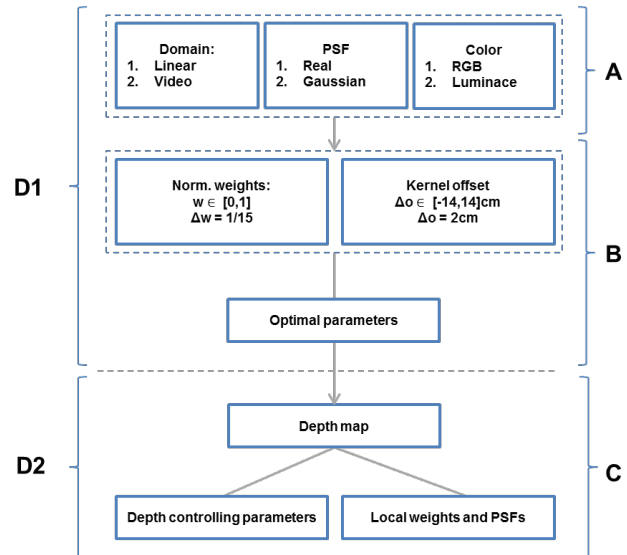 Domain:
1. Linear
2. Video
PSF
1. Real
2. Gaussian
Color
1. RGB
2. Luminace
A
D1
Norm. weights:
w ∈ [0,1]
Δw = 1/15
Kernel offset
Δo ∈ [-14,14]cm
Δo = 2cm
B
Optimal parameters
Depth map
D2
C
Depth controlling parameters
Local weights and PSFs